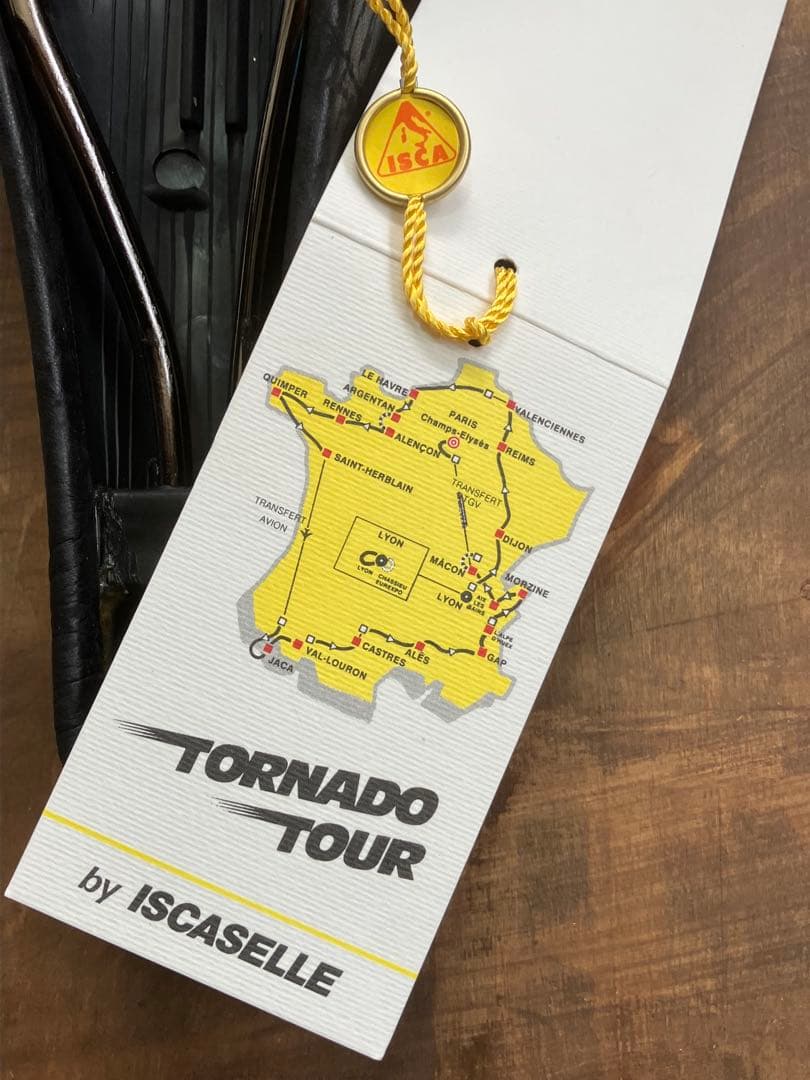 ISCA
LE HAVRE
QUIMPER
ARGENTAN
RENNES
PARIS
VALENCIENNES
Champs-Elyséa
ALENÇON
REIMS
SAINT-HERBLAIN
TRANSFERT
TGV
TRANSFERT
AVION
LYON
DIJON
CO
LYON CHASSIEU
EUREXPO
MÂCON
MORZINE
LYON
AIX
LES
BAINS
L'ALPE
D'HUEZ
GAP
ALÈS
CASTRES
VAL-LOURON
JACA
TORNADO
TOUR
by ISCASELLE